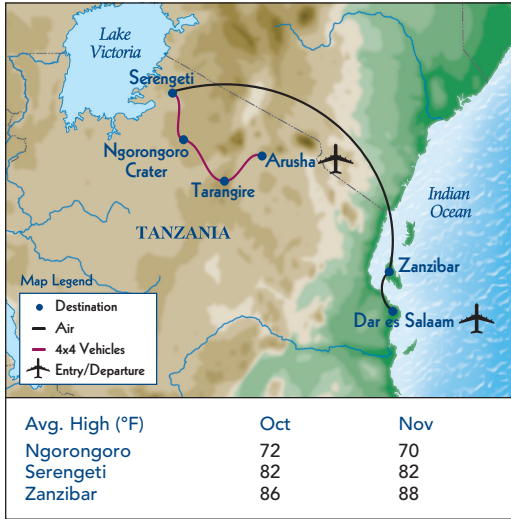 Lake
Victoria
Serengeti
Ngorongoro
Crater
Arusha
Tarangire
Indian
Ocean
TANZANIA
Zanzibar
Dar es Salaam
Map Legend
Destination
Air
4x4 Vehicles
Entry/Departure
Avg. High (°F) Oct Nov
Ngorongoro 72 70
Serengeti 82 82
Zanzibar 86 88